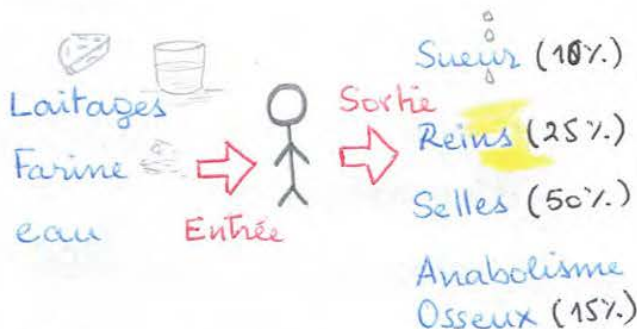 Laitages
Farine
eau
Entrée
Sortie
Sueur (10%)
Reins (25%)
Selles (50%)
Anabolisme
Osseux (15%)